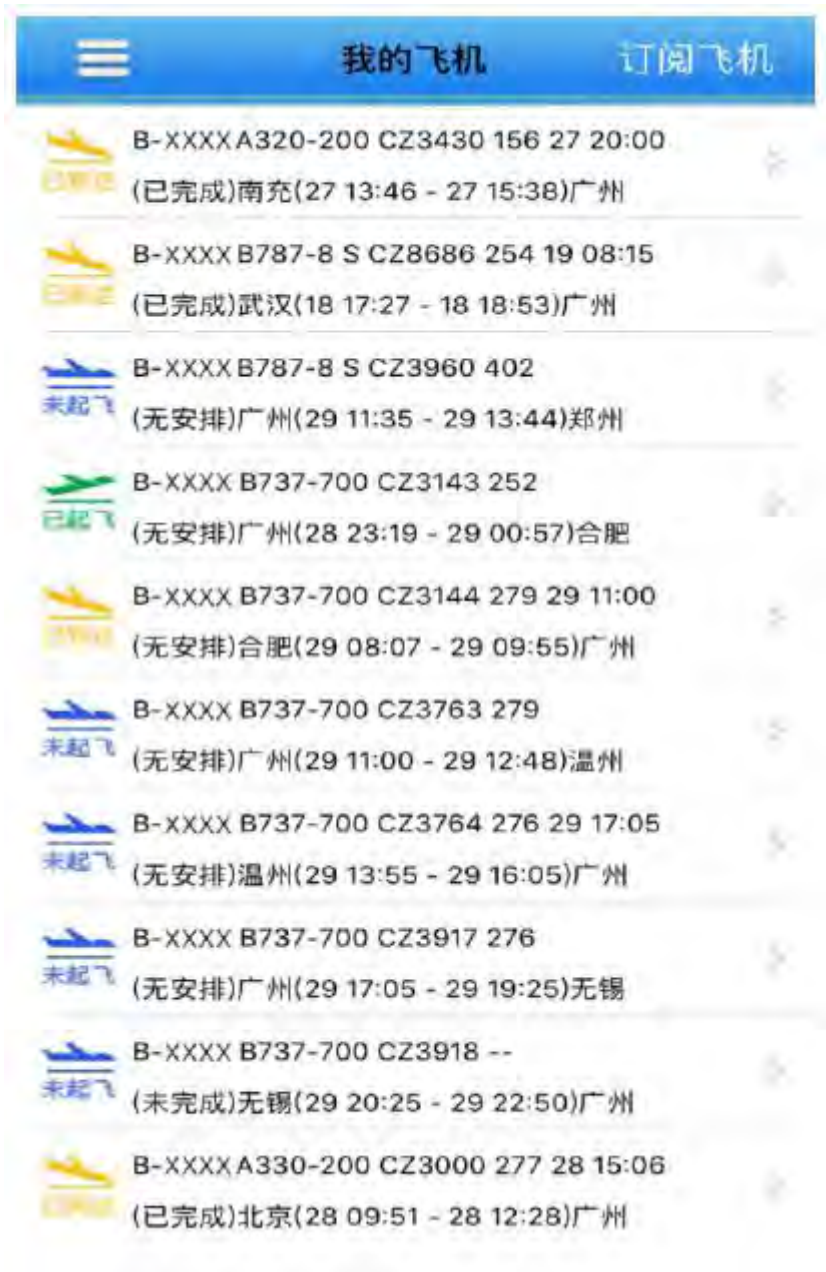 我的飞机 订阅飞机
B-XXXX A320-200 CZ3430 156 27 20:00
(已完成)南充(27 13:46 - 27 15:38)广州
B-XXXX B787-8 S CZ8686 254 19 08:15
(已完成)武汉(18 17:27 - 18 18:53)广州
B-XXXX B787-8 S CZ3960 402
未起飞
(无安排)广州(29 11:35 - 29 13:44)郑州
B-XXXX B737-700 CZ3143 252
已起飞
(无安排)广州(28 23:19 - 29 00:57)合肥
B-XXXX B737-700 CZ3144 279 29 11:00
(无安排)合肥(29 08:07 - 29 09:55)广州
B-XXXX B737-700 CZ3763 279
未起飞
(无安排)广州(29 11:00 - 29 12:48)温州
B-XXXX B737-700 CZ3764 276 29 17:05
未起飞
(无安排)温州(29 13:55 - 29 16:05)广州
B-XXXX B737-700 CZ3917 276
未起飞
(无安排)广州(29 17:05 - 29 19:25)无锡
B-XXXX B737-700 CZ3918 --
未起飞
(未完成)无锡(29 20:25 - 29 22:50)广州
B-XXXX A330-200 CZ3000 277 28 15:06
(已完成)北京(28 09:51 - 28 12:28)广州